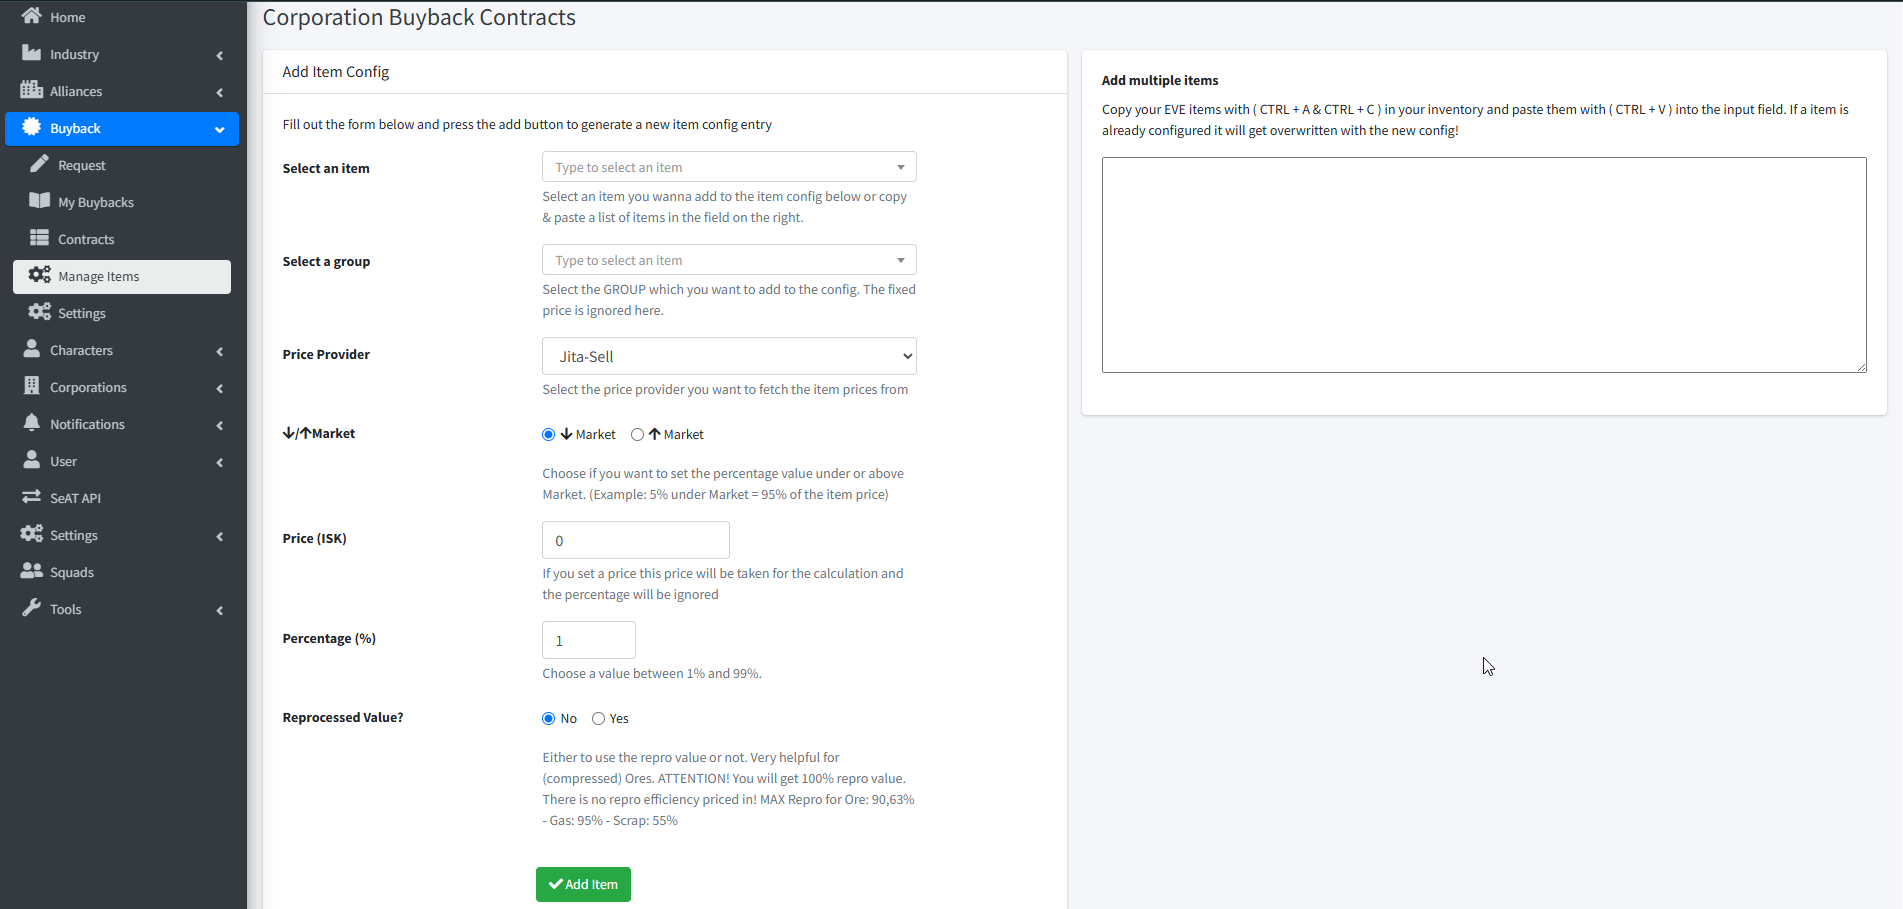 Home
Industry
Alliances
Buyback
Request
My Buybacks
Contracts
Manage Items
Settings
Characters
Corporations
Notifications
User
SeAT API
Settings
Squads
Tools
Corporation Buyback Contracts
Add Item Config
Fill out the form below and press the add button to generate a new item config entry
Select an item
Type to select an item
Select an item you wanna add to the item config below or copy
& paste a list of items in the field on the right.
Select a group
Type to select an item
Select the GROUP which you want to add to the config. The fixed
price is ignored here.
Price Provider
Jita-Sell
Select the price provider you want to fetch the item prices from
↓/↑Market
↓ Market ↑ Market
Choose if you want to set the percentage value under or above
Market. (Example: 5% under Market = 95% of the item price)
Price (ISK)
0
If you set a price this price will be taken for the calculation and
the percentage will be ignored
Percentage (%)
1
Choose a value between 1% and 99%.
Reprocessed Value?
No Yes
Either to use the repro value or not. Very helpful for
(compressed) Ores. ATTENTION! You will get 100% repro value.
There is no repro efficiency priced in! MAX Repro for Ore: 90,63%
- Gas: 95% - Scrap: 55%
Add Item
Add multiple items
Copy your EVE items with ( CTRL + A & CTRL + C ) in your inventory and paste them with ( CTRL + V ) into the input field. If a item is
already configured it will get overwritten with the new config!